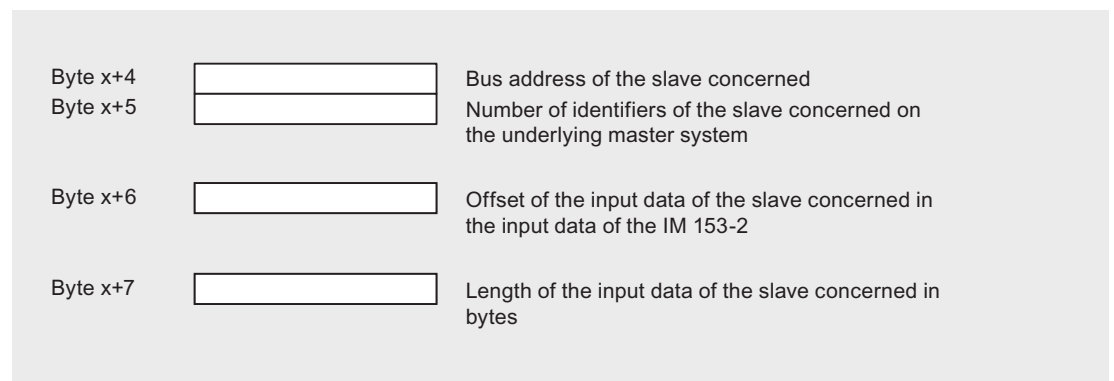 Byte x+4 Bus address of the slave concerned
Byte x+5 Number of identifiers of the slave concerned on
the underlying master system
Byte x+6 Offset of the input data of the slave concerned in
the input data of the IM 153-2
Byte x+7 Length of the input data of the slave concerned in
bytes